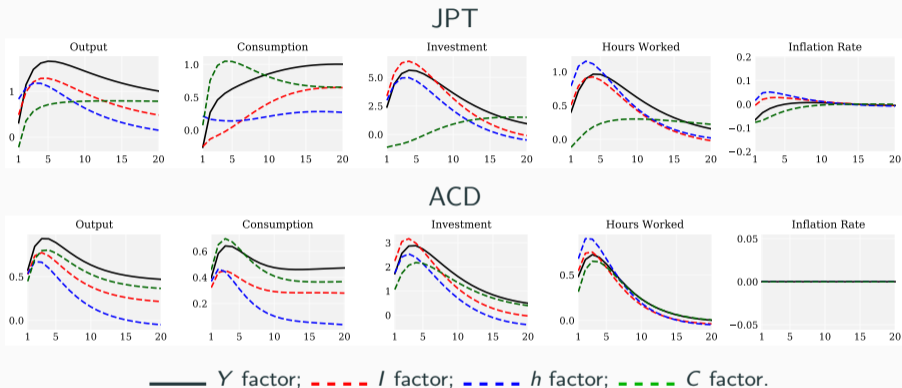 JPT
Output Consumption Investment Hours Worked Inflation Rate
1 0
1.0 0.0
5.0 2.5 0.0
1.0 0.5 0.0
0.2 0.1 0.0 −0.1 −0.2
1 5 10 15 20 1 5 10 15 20 1 5 10 15 20 1 5 10 15 20 1 5 10 15 20
ACD
Output Consumption Investment Hours Worked Inflation Rate
0.5 0.0
0.6 0.4 0.2
3 2 1 0
0.5 0.0
0.05 0.00 −0.05
1 5 10 15 20 1 5 10 15 20 1 5 10 15 20 1 5 10 15 20 1 5 10 15 20
Y factor; I factor; h factor; C factor.